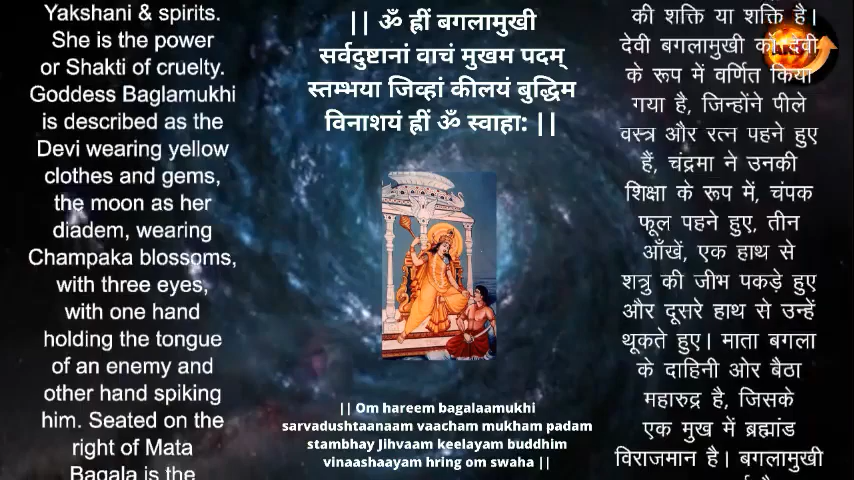 Yakshani & spirits.
She is the power
or Shakti of cruelty.
Goddess Baglamukhi
is described as the
Devi wearing yellow
clothes and gems,
the moon as her
diadem, wearing
Champaka blossoms,
with three eyes,
with one hand
holding the tongue
of an enemy and
other hand spiking
him. Seated on the
right of Mata
Bagala is the
|| ॐ ह्रीं बगलामुखी
सर्वदुष्टानां वाचं मुखम पदम्
स्तम्भया जिव्हां कीलयं बुद्धिम
विनाशयं ह्रीं ॐ स्वाहा: ||
|| Om hareem bagalaamukhi
sarvadushtaanaam vaacham mukham padam
stambhay Jihvaam keelayam buddhim
vinaashaayam hring om swaha ||
की शक्ति या शक्ति है।
देवी बगलामुखी को देवी
के रूप में वर्णित किया
गया है, जिन्होंने पीले
वस्त्र और रत्न पहने हुए
हैं, चंद्रमा ने उनकी
शिक्षा के रूप में, चंपक
फूल पहने हुए, तीन
आँखें, एक हाथ से
शत्रु की जीभ पकड़े हुए
और दूसरे हाथ से उन्हें
थूकते हुए। माता बगला
के दाहिनी ओर बैठा
महारुद्र है, जिसके
एक मुख में ब्रह्मांड
विराजमान है। बगलामुखी